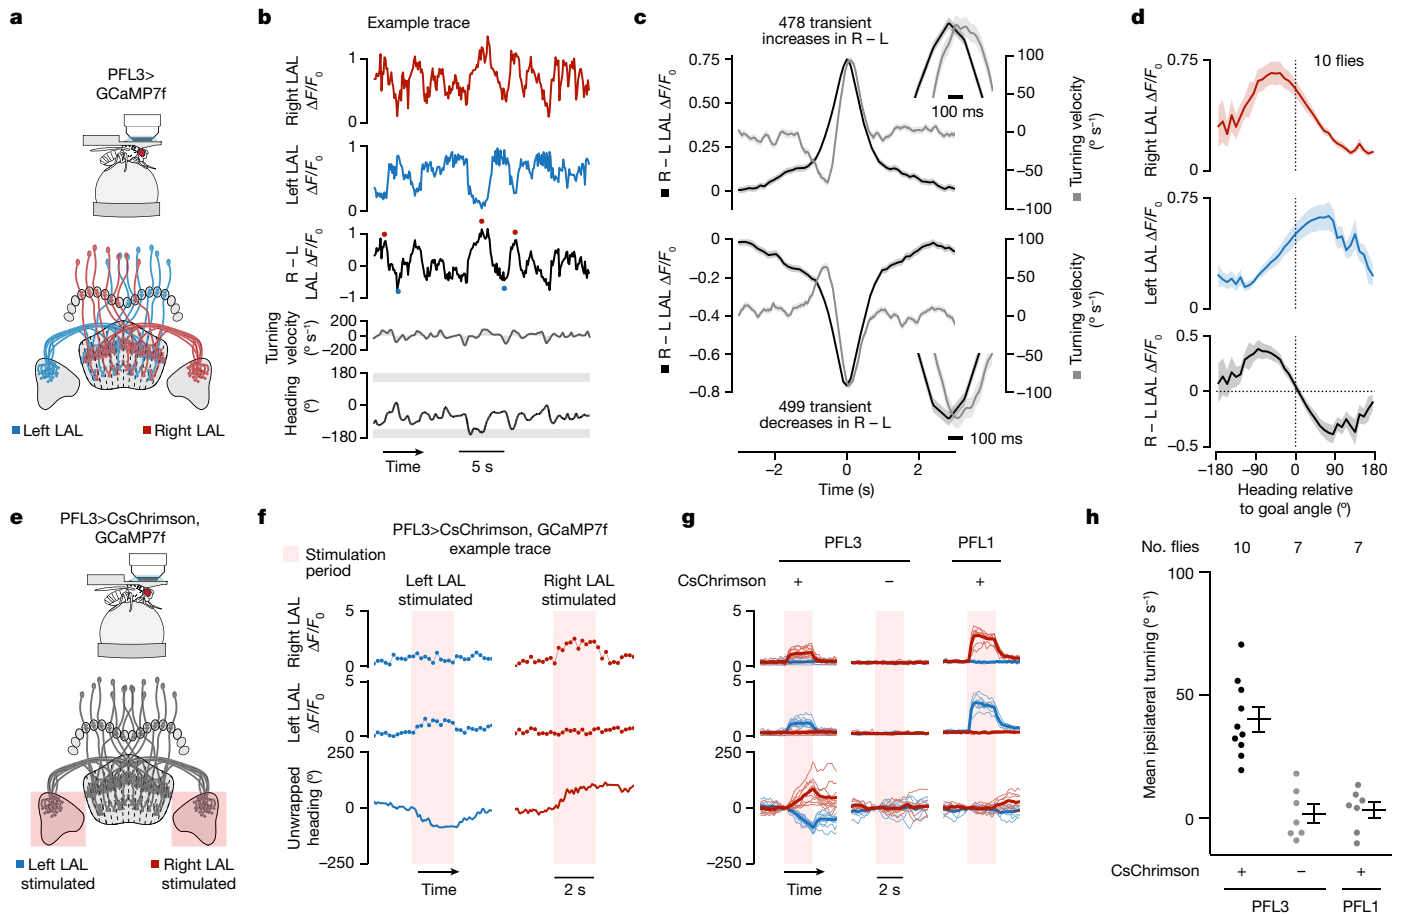 a
PFL3>
GCaMP7f
Left LAL
Right LAL
b
Example trace
Right LAL
ΔF/F0
1
0
Left LAL
ΔF/F0
1
0
R – L
LAL ΔF/F0
1
0
−1
Turning
velocity
(° s−1)
200
−200
Heading
(°)
180
0
−180
Time
5 s
c
478 transient
increases in R – L
R – L LAL ΔF/F0
0.75
0.50
0.25
0
100
50
0
−50
−100
Turning velocity
(° s−1)
100 ms
R – L LAL ΔF/F0
0
−0.2
−0.4
−0.6
−0.8
100
50
0
−50
−100
Turning velocity
(° s−1)
499 transient
decreases in R – L
100 ms
−2
0
2
Time (s)
d
10 flies
Right LAL ΔF/F0
0.75
0
Left LAL ΔF/F0
0.75
0
R – L LAL ΔF/F0
0.5
0
−0.5
−180
−90
0
90
180
Heading relative
to goal angle (°)
e
PFL3>CsChrimson,
GCaMP7f
Left LAL
stimulated
Right LAL
stimulated
f
PFL3>CsChrimson, GCaMP7f
example trace
Stimulation
period
Left LAL
stimulated
Right LAL
stimulated
Right LAL
ΔF/F0
5
0
Left LAL
ΔF/F0
5
0
Unwrapped
heading (°)
250
0
−250
Time
2 s
g
PFL3
PFL1
CsChrimson
+
−
+
Right LAL
ΔF/F0
5
0
Left LAL
ΔF/F0
5
0
Unwrapped
heading (°)
250
0
−250
Time
2 s
h
No. flies
10
7
7
Mean ipsilateral turning (° s−1)
100
50
0
CsChrimson
+
−
+
PFL3
PFL1